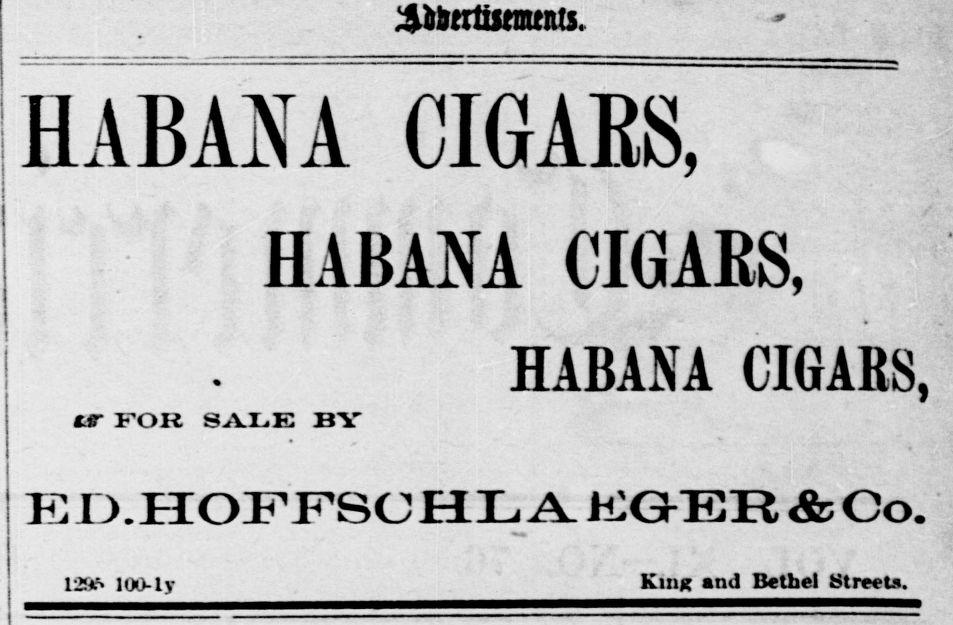 Advertisements.
HABANA CIGARS,
HABANA CIGARS,
HABANA CIGARS,
☞ FOR SALE BY
ED. HOFFSCHLAEGER & Co.
1295 100-1y King and Bethel Streets.